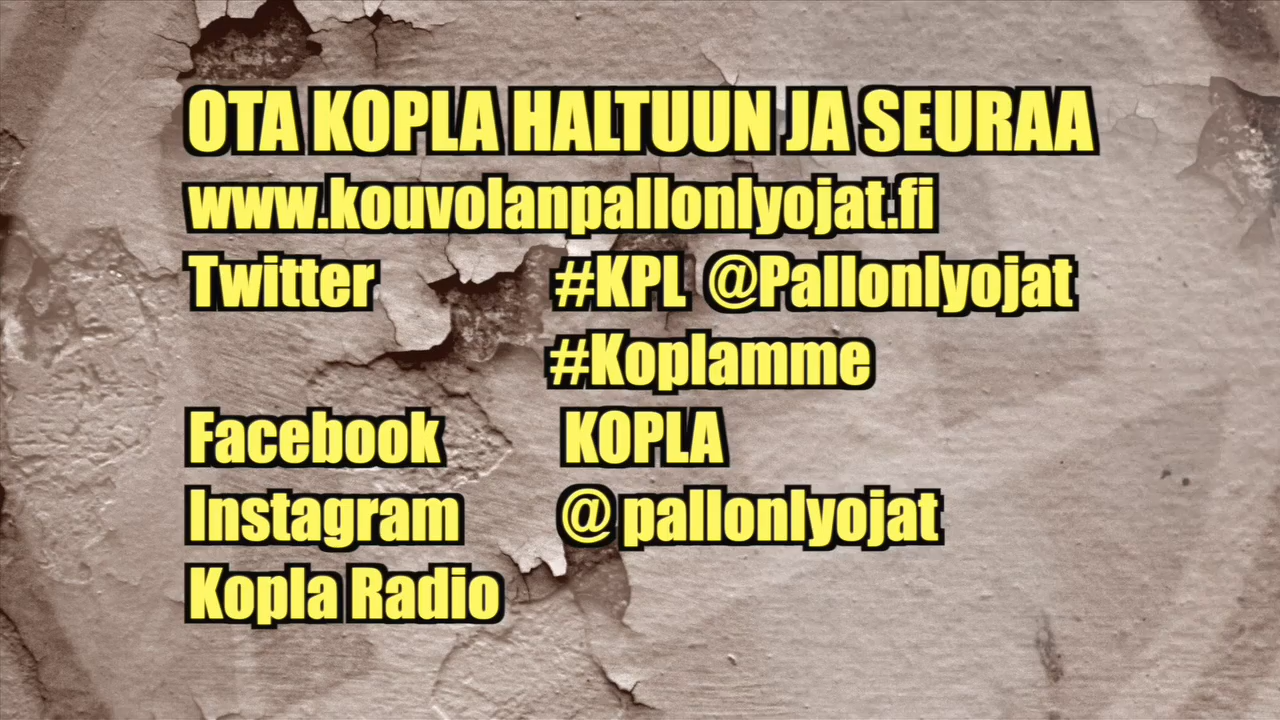 OTA KOPLA HALTUUN JA SEURAA
www.kouvolanpallonlyojat.fi
Twitter #KPL @Pallonlyojat
#Koplamme
Facebook KOPLA
Instagram @ pallonlyojat
Kopla Radio